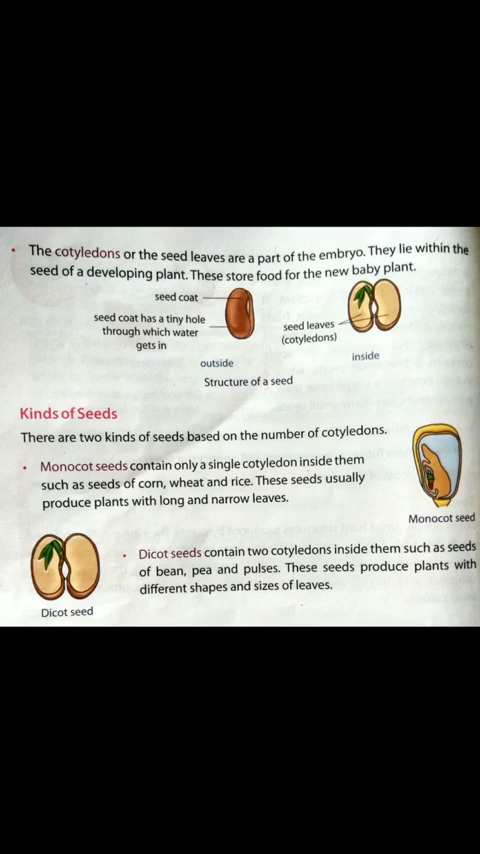 • The cotyledons or the seed leaves are a part of the embryo. They lie within the
seed of a developing plant. These store food for the new baby plant.
seed coat
seed coat has a tiny hole
through which water
gets in
seed leaves
(cotyledons)
outside
inside
Structure of a seed
Kinds of Seeds
There are two kinds of seeds based on the number of cotyledons.
• Monocot seeds contain only a single cotyledon inside them
such as seeds of corn, wheat and rice. These seeds usually
produce plants with long and narrow leaves.
Monocot seed
• Dicot seeds contain two cotyledons inside them such as seeds
of bean, pea and pulses. These seeds produce plants with
different shapes and sizes of leaves.
Dicot seed